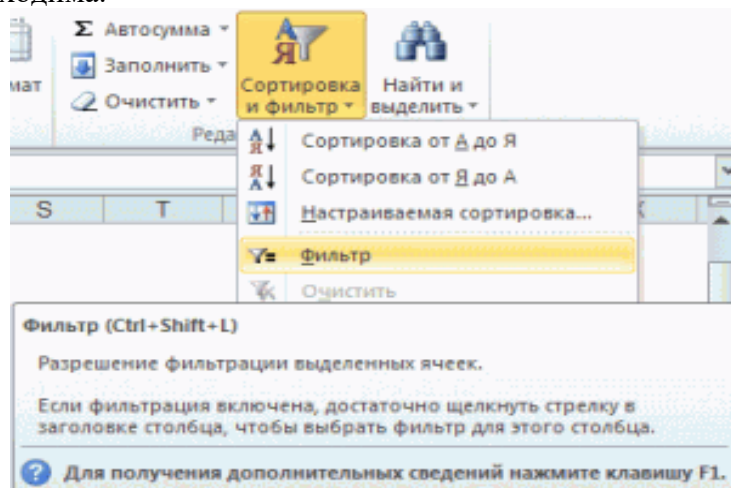 Σ Автосумма
Заполнить
Очистить
Сортировка
и фильтр
Найти и
выделить
мат
Реда
Сортировка от А до Я
Сортировка от Я до А
Настраиваемая сортировка...
S T
Фильтр
Очистить
Фильтр (Ctrl+Shift+L)
Разрешение фильтрации выделенных ячеек.
Если фильтрация включена, достаточно щелкнуть стрелку в
заголовке столбца, чтобы выбрать фильтр для этого столбца.
Для получения дополнительных сведений нажмите клавишу F1.